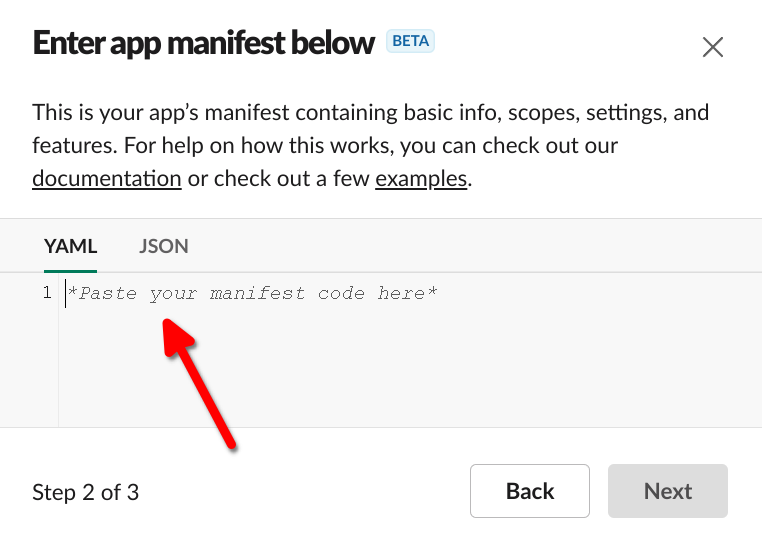 Enter app manifest below BETA
This is your app’s manifest containing basic info, scopes, settings, and
features. For help on how this works, you can check out our
documentation or check out a few examples.
YAML JSON
1 *Paste your manifest code here*
Step 2 of 3 Back Next